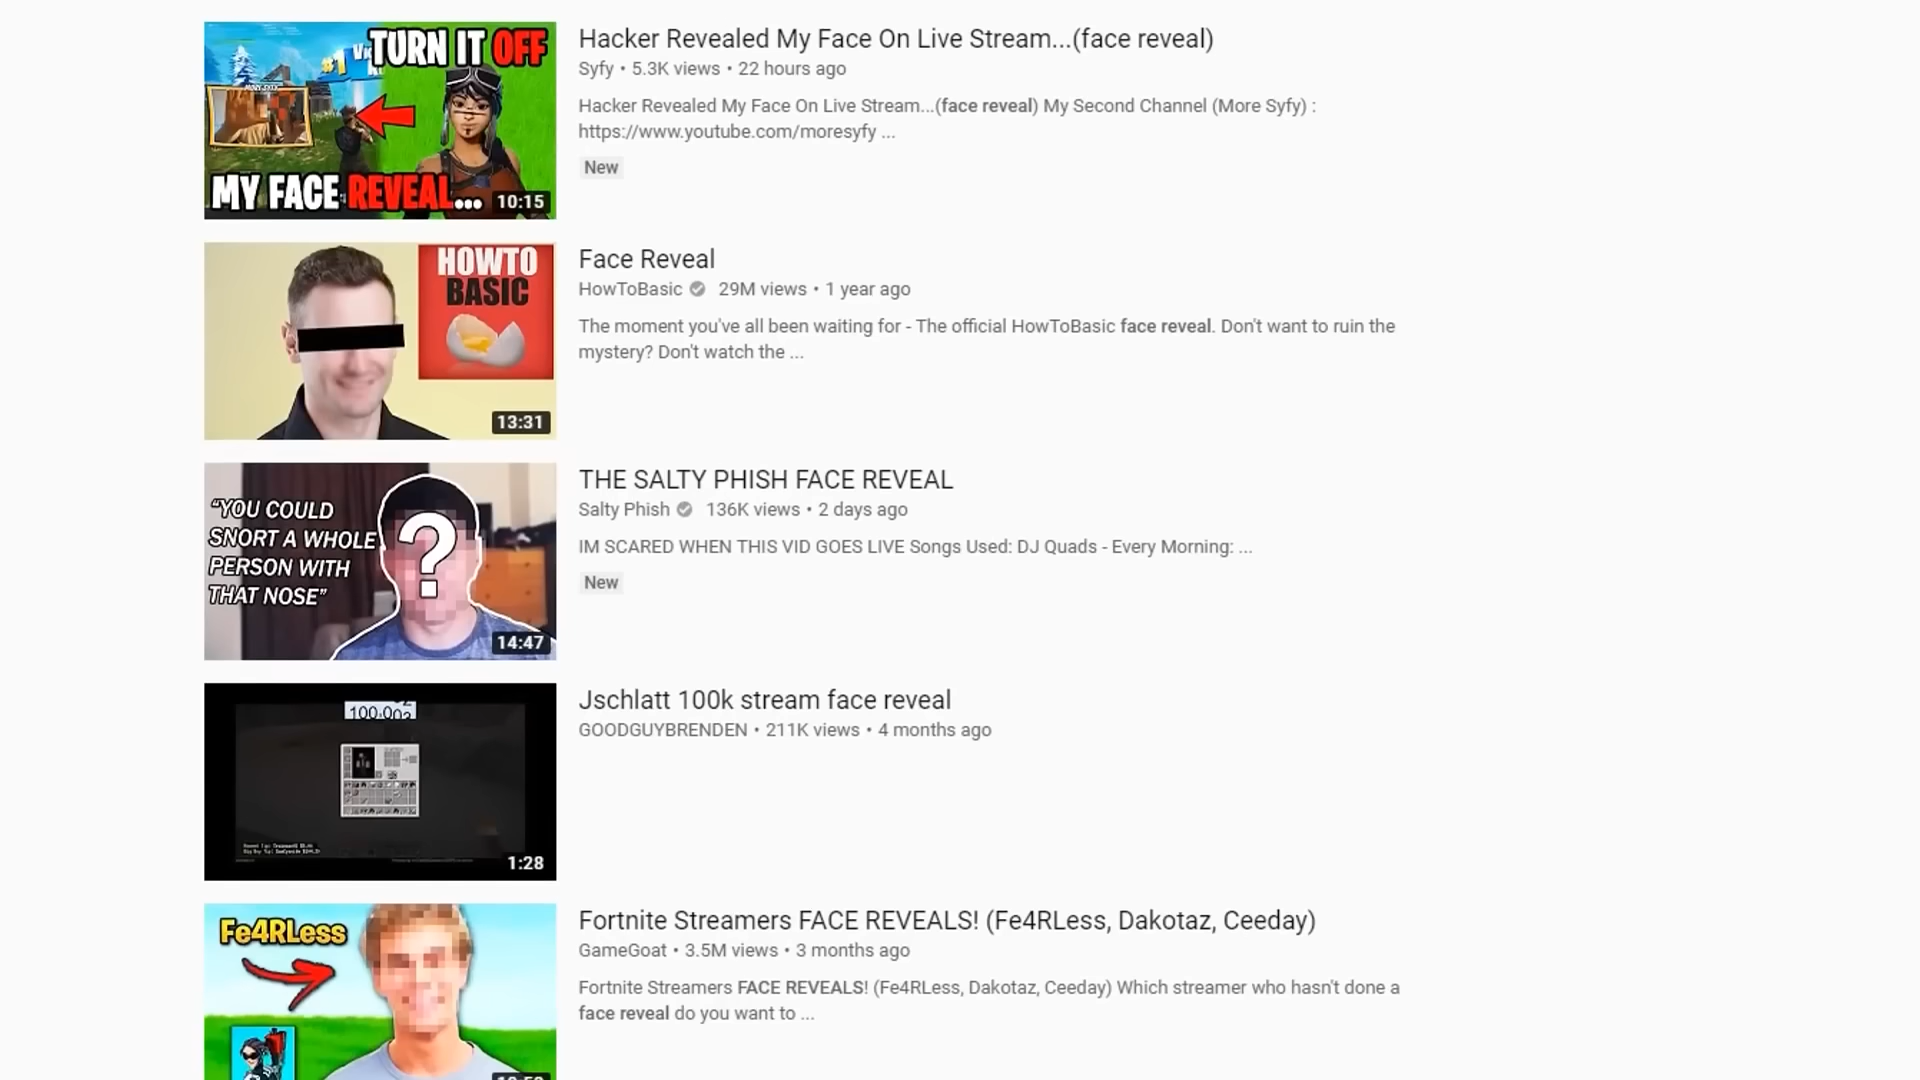 TURN IT OFF
#1
MY FACE REVEAL...
10:15
Hacker Revealed My Face On Live Stream...(face reveal)
Syfy • 5.3K views • 22 hours ago
Hacker Revealed My Face On Live Stream...(face reveal) My Second Channel (More Syfy) :
https://www.youtube.com/moresyfy ...
New
HOWTO
BASIC
13:31
Face Reveal
HowToBasic 29M views • 1 year ago
The moment you've all been waiting for - The official HowToBasic face reveal. Don't want to ruin the
mystery? Don't watch the ...
"YOU COULD
SNORT A WHOLE
PERSON WITH
THAT NOSE"
?
14:47
THE SALTY PHISH FACE REVEAL
Salty Phish 136K views • 2 days ago
IM SCARED WHEN THIS VID GOES LIVE Songs Used: DJ Quads - Every Morning: ...
New
1:28
Jschlatt 100k stream face reveal
GOODGUYBRENDEN • 211K views • 4 months ago
Fe4RLess
Fortnite Streamers FACE REVEALS! (Fe4RLess, Dakotaz, Ceeday)
GameGoat • 3.5M views • 3 months ago
Fortnite Streamers FACE REVEALS! (Fe4RLess, Dakotaz, Ceeday) Which streamer who hasn't done a
face reveal do you want to ...